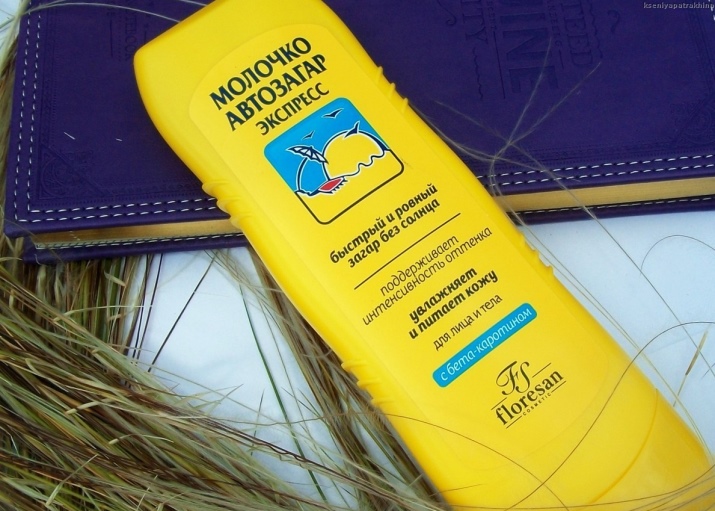 kseniyapatrakhina
МОЛОЧКО
АВТОЗАГАР
ЭКСПРЕСС
быстрый и ровный
загар без солнца
поддерживает
интенсивность оттенка
увлажняет
и питает кожу
для лица и тела
с бета-каротином
FS
floresan
COSMETIC